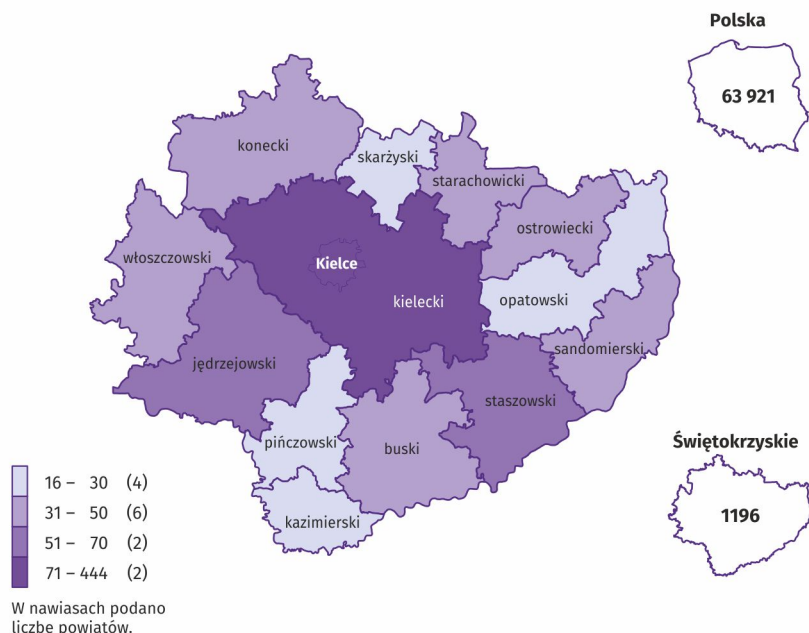 Polska
63 921
konecki
skarżyski
starachowicki
ostrowiecki
włoszczowski
Kielce
kielecki
opatowski
sandomierski
jędrzejowski
staszowski
pińczowski
buski
kazimierski
Świętokrzyskie
1196
16 – 30 (4)
31 – 50 (6)
51 – 70 (2)
71 – 444 (2)
W nawiasach podano
liczbę powiatów.